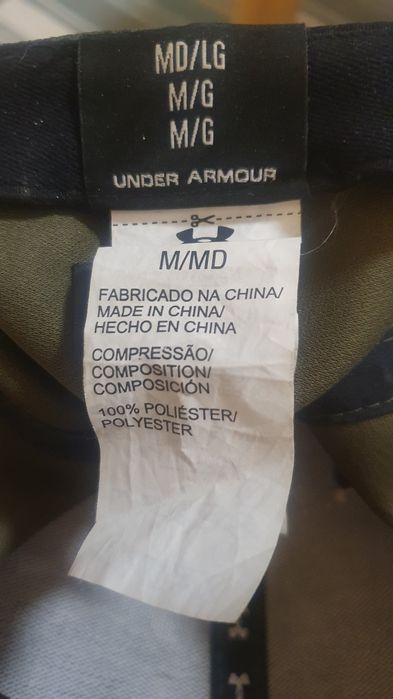 MD/LG
M/G
M/G
UNDER ARMOUR
M/MD
FABRICADO NA CHINA/
MADE IN CHINA/
HECHO EN CHINA
COMPRESSÃO/
COMPOSITION/
COMPOSICIÓN
100% POLIÉSTER/
POLYESTER